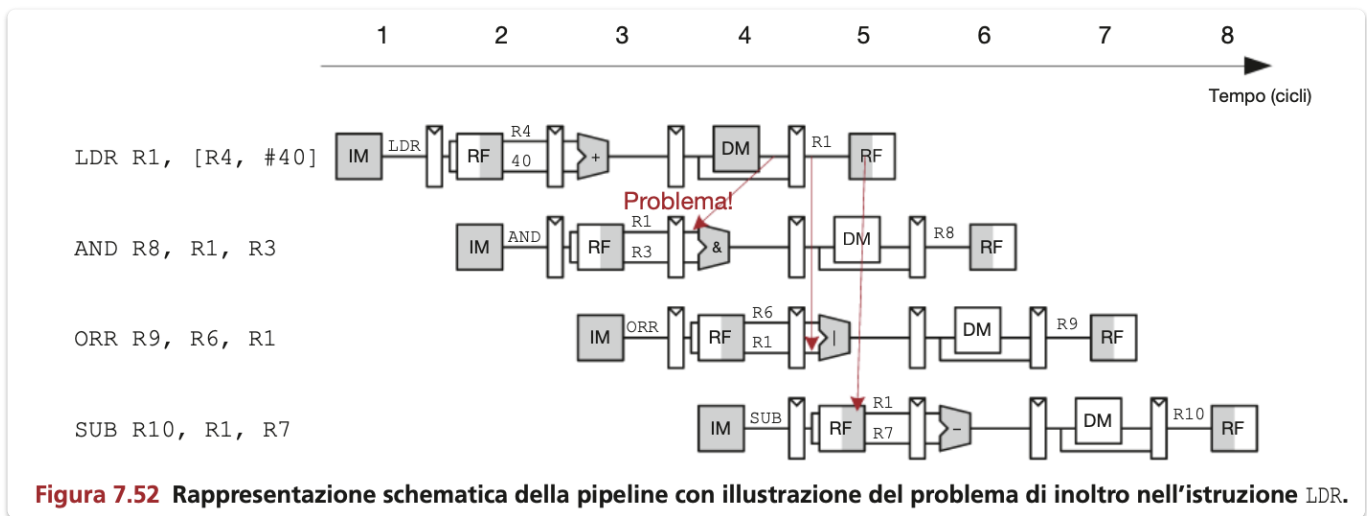 1 2 3 4 5 6 7 8
Tempo (cicli)
LDR R1, [R4, #40] IM LDR RF R4 40 + DM R1 RF
Problema!
AND R8, R1, R3 IM AND RF R1 R3 & DM R8 RF
ORR R9, R6, R1 IM ORR RF R6 R1 | DM R9 RF
SUB R10, R1, R7 IM SUB RF R1 R7 - DM R10 RF
Figura 7.52 Rappresentazione schematica della pipeline con illustrazione del problema di inoltro nell'istruzione LDR.